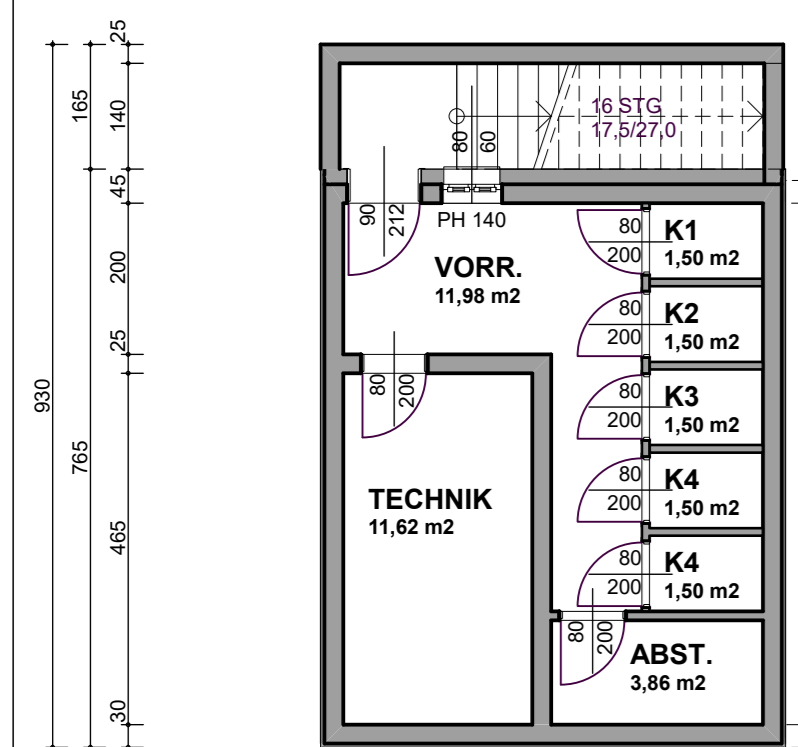 25
140
45
200
25
465
30
165
765
930
16 STG
17,5/27,0
80
60
90
212
PH 140
VORR.
11,98 m2
80
200
K1
1,50 m2
80
200
K2
1,50 m2
80
200
K3
1,50 m2
80
200
K4
1,50 m2
80
200
K4
1,50 m2
80
200
TECHNIK
11,62 m2
80
200
ABST.
3,86 m2